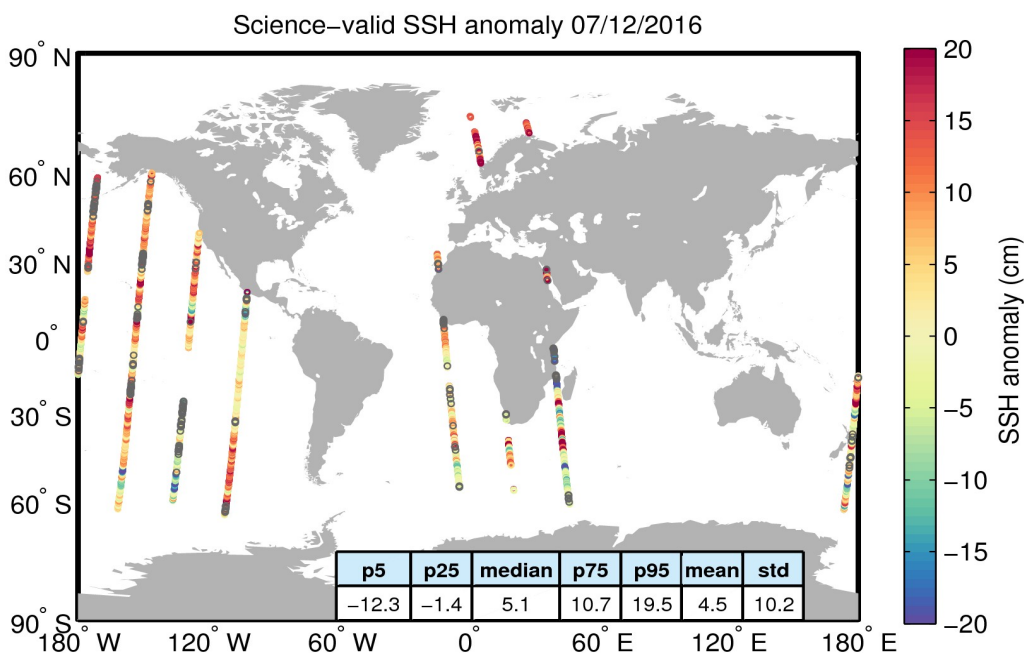 Science−valid SSH anomaly 07/12/2016
90° N
60° N
30° N
0°
30° S
60° S
90° S
180° W
120° W
60° W
0°
60° E
120° E
180° E
p5 p25 median p75 p95 mean std
−12.3 −1.4 5.1 10.7 19.5 4.5 10.2
20
15
10
5
0
−5
−10
−15
−20
SSH anomaly (cm)